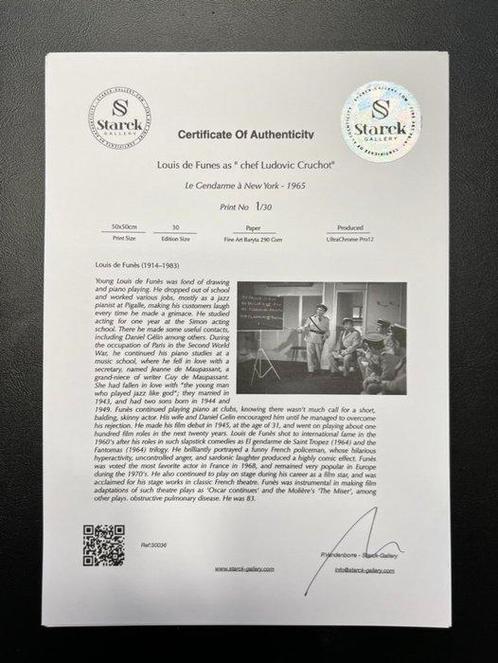 SS
Starck
GALLERY
Certificate Of Authenticity
Louis de Funes as " chef Ludovic Cruchot"
Le Gendarme à New York - 1965
Print No 1/30
50x50cm
Print Size
30
Edition Size
Paper
Fine Art Baryta 290 Gsm
Produced
UltraChrome Pro12
Louis de Funès (1914–1983)
Young Louis de Funès was fond of drawing
and piano playing. He dropped out of school
and worked various jobs, mostly as a jazz
pianist at Pigalle, making his customers laugh
every time he made a grimace. He studied
acting for one year at the Simon acting
school. There he made some useful contacts,
including Daniel Gélin among others. During
the occupation of Paris in the Second World
War, he continued his piano studies at a
music school, where he fell in love with a
secretary, named Jeanne de Maupassant, a
grand-niece of writer Guy de Maupassant.
She had fallen in love with "the young man
who played jazz like god"; they married in
1943, and had two sons born in 1944 and
1949. Funès continued playing piano at clubs, knowing there wasn't much call for a short,
balding, skinny actor. His wife and Daniel Gelin encouraged him until he managed to overcome
his rejection. He made his film debut in 1945, at the age of 31, and went on playing about one
hundred film roles in the next twenty years. Louis de Funès shot to international fame in the
1960's after his roles in such slapstick comedies as El gendarme de Saint Tropez (1964) and the
Fantomas (1964) trilogy. He brilliantly portrayed a funny French policeman, whose hilarious
hyperactivity, uncontrolled anger, and sardonic laughter produced a highly comic effect. Funès
was voted the most favorite actor in France in 1968, and remained very popular in Europe
during the 1970's. He also continued to play on stage during his career as a film star, and was
acclaimed for his stage works in classic French theatre. Funès was instrumental in making film
adaptations of such theatre plays as 'Oscar continues' and the Molière's 'The Miser', among
other plays. obstructive pulmonary disease. He was 83.
Ref:S0036
www.starck-gallery.com
P.Vandenborre - Starck-Gallery
info@starck-gallery.com